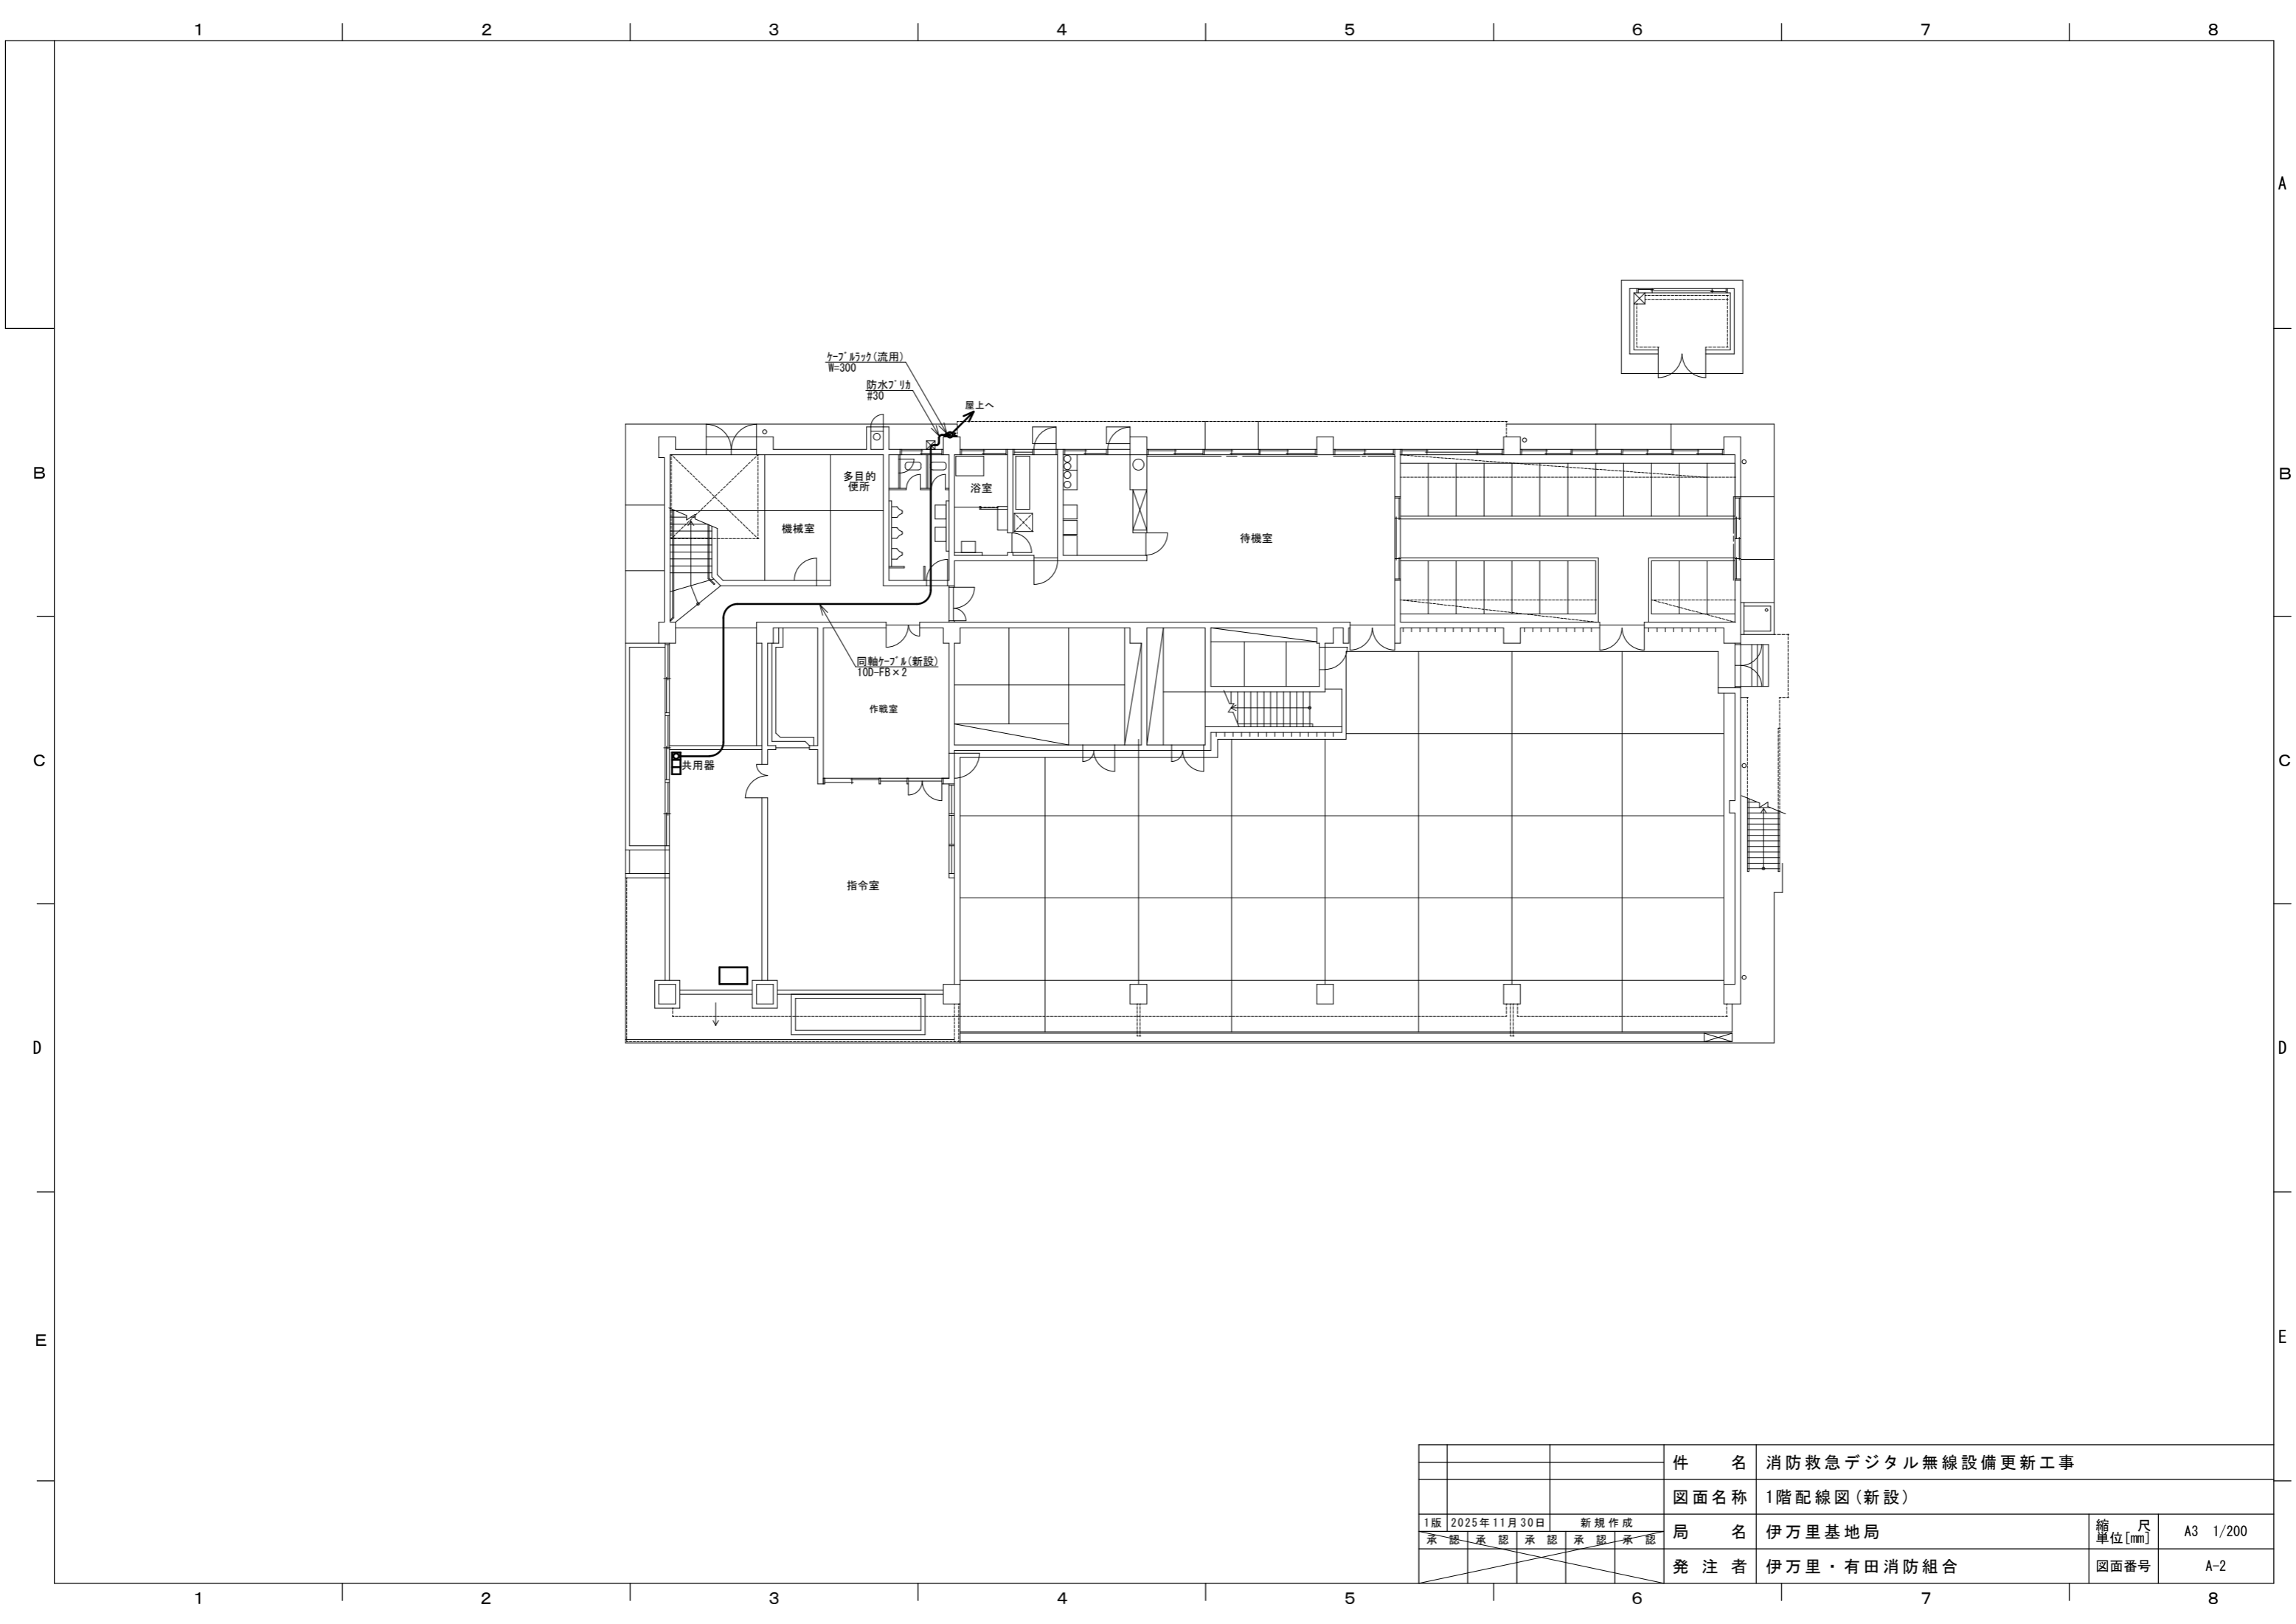 1 2 3 4 5 6 7 8
A
ｹｰﾌﾞﾙﾗｯｸ(流用)
W=300
防水ﾌﾟﾘｶ
#30
屋上へ
B B
多目的
便所
浴室
機械室
待機室
同軸ｹｰﾌﾞﾙ(新設)
10D-FB×2
作戦室
C C
共用器
指令室
D D
E E
件 名 消防救急デジタル無線設備更新工事
図面名称 1階配線図(新設)
1版 2025年11月30日 新規作成
承認 承認 承認 承認 承認
局 名 伊万里基地局
縮 尺
単位[mm]
A3 1/200
発注者 伊万里・有田消防組合
図面番号 A-2
1 2 3 4 5 6 7 8